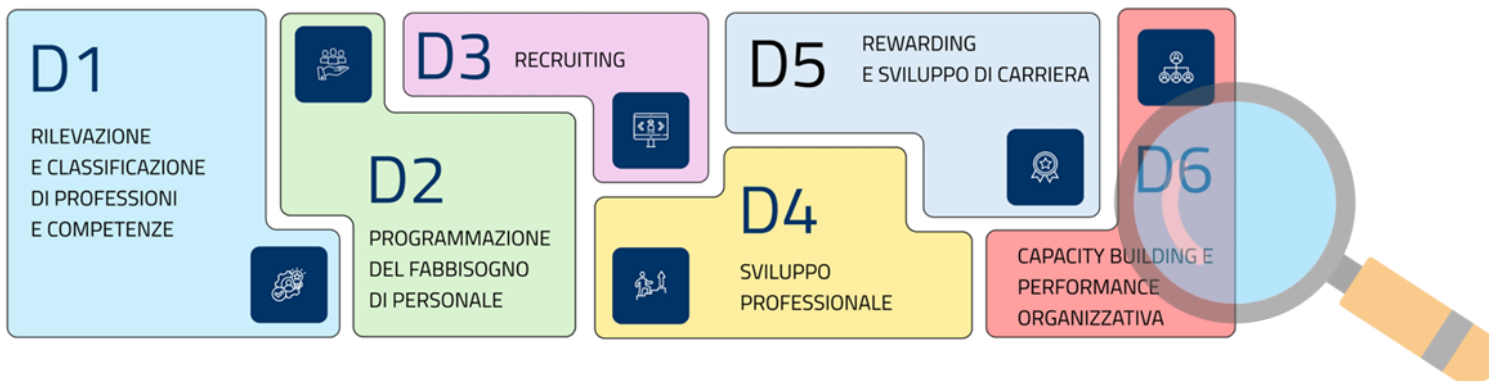 D1
RILEVAZIONE
E CLASSIFICAZIONE
DI PROFESSIONI
E COMPETENZE
D2
PROGRAMMAZIONE
DEL FABBISOGNO
DI PERSONALE
D3 RECRUITING
D4
SVILUPPO
PROFESSIONALE
D5
REWARDING
E SVILUPPO DI CARRIERA
D6
CAPACITY BUILDING E
PERFORMANCE
ORGANIZZATIVA